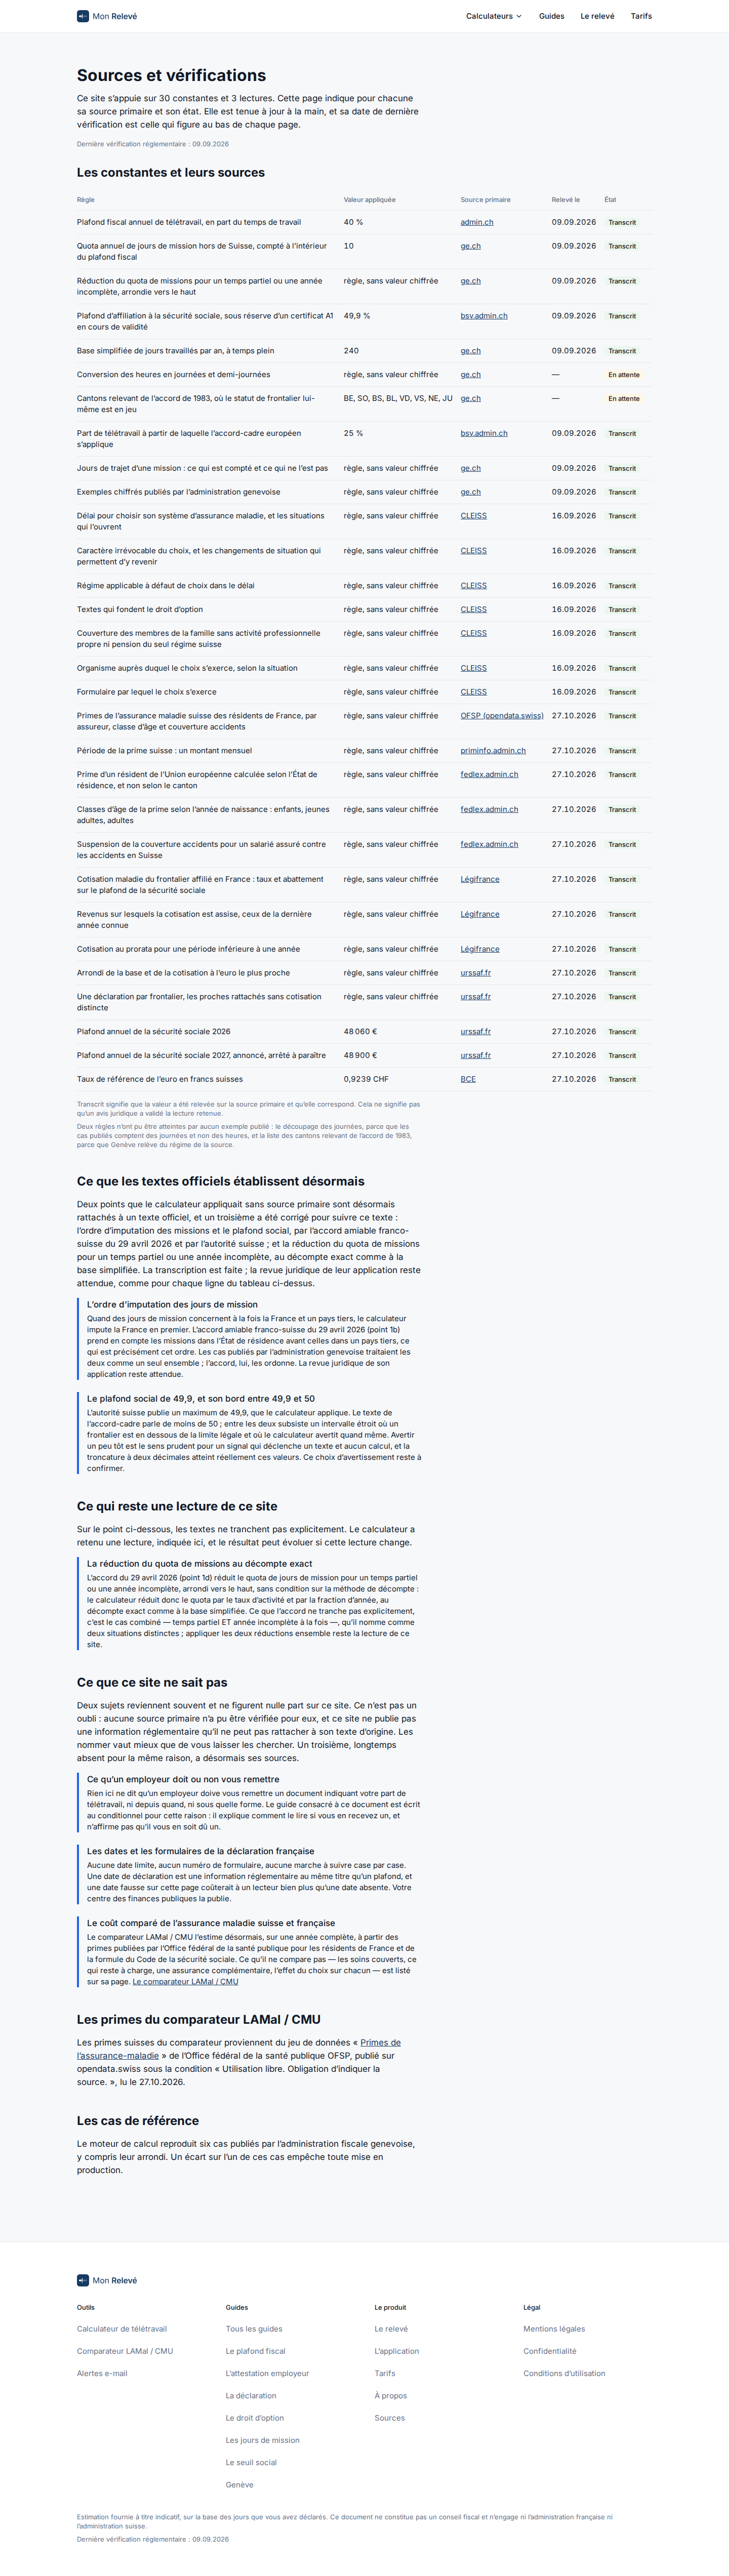 Mon Relevé
Calculateurs
Guides
Le relevé
Tarifs
Sources et vérifications
Ce site s’appuie sur 30 constantes et 3 lectures. Cette page indique pour chacune
sa source primaire et son état. Elle est tenue à jour à la main, et sa date de dernière
vérification est celle qui figure au bas de chaque page.
Dernière vérification réglementaire : 09.09.2026
Les constantes et leurs sources
Règle Valeur appliquée Source primaire Relevé le État
Plafond fiscal annuel de télétravail, en part du temps de travail 40 % admin.ch 09.09.2026 Transcrit
Quota annuel de jours de mission hors de Suisse, compté à l’intérieur 10 ge.ch 09.09.2026 Transcrit
du plafond fiscal
Réduction du quota de missions pour un temps partiel ou une année règle, sans valeur chiffrée ge.ch 09.09.2026 Transcrit
incomplète, arrondie vers le haut
Plafond d’affiliation à la sécurité sociale, sous réserve d’un certificat A1 49,9 % bsv.admin.ch 09.09.2026 Transcrit
en cours de validité
Base simplifiée de jours travaillés par an, à temps plein 240 ge.ch 09.09.2026 Transcrit
Conversion des heures en journées et demi-journées règle, sans valeur chiffrée ge.ch — En attente
Cantons relevant de l’accord de 1983, où le statut de frontalier lui- BE, SO, BS, BL, VD, VS, NE, JU ge.ch — En attente
même est en jeu
Part de télétravail à partir de laquelle l’accord-cadre européen 25 % bsv.admin.ch 09.09.2026 Transcrit
s’applique
Jours de trajet d’une mission : ce qui est compté et ce qui ne l’est pas règle, sans valeur chiffrée ge.ch 09.09.2026 Transcrit
Exemples chiffrés publiés par l’administration genevoise règle, sans valeur chiffrée ge.ch 09.09.2026 Transcrit
Délai pour choisir son système d’assurance maladie, et les situations règle, sans valeur chiffrée CLEISS 16.09.2026 Transcrit
qui l’ouvrent
Caractère irrévocable du choix, et les changements de situation qui règle, sans valeur chiffrée CLEISS 16.09.2026 Transcrit
permettent d’y revenir
Régime applicable à défaut de choix dans le délai règle, sans valeur chiffrée CLEISS 16.09.2026 Transcrit
Textes qui fondent le droit d’option règle, sans valeur chiffrée CLEISS 16.09.2026 Transcrit
Couverture des membres de la famille sans activité professionnelle règle, sans valeur chiffrée CLEISS 16.09.2026 Transcrit
propre ni pension du seul régime suisse
Organisme auprès duquel le choix s’exerce, selon la situation règle, sans valeur chiffrée CLEISS 16.09.2026 Transcrit
Formulaire par lequel le choix s’exerce règle, sans valeur chiffrée CLEISS 16.09.2026 Transcrit
Primes de l’assurance maladie suisse des résidents de France, par règle, sans valeur chiffrée OFSP (opendata.swiss) 27.10.2026 Transcrit
assureur, classe d’âge et couverture accidents
Période de la prime suisse : un montant mensuel règle, sans valeur chiffrée priminfo.admin.ch 27.10.2026 Transcrit
Prime d’un résident de l’Union européenne calculée selon l’État de règle, sans valeur chiffrée fedlex.admin.ch 27.10.2026 Transcrit
résidence, et non selon le canton
Classes d’âge de la prime selon l’année de naissance : enfants, jeunes règle, sans valeur chiffrée fedlex.admin.ch 27.10.2026 Transcrit
adultes, adultes
Suspension de la couverture accidents pour un salarié assuré contre règle, sans valeur chiffrée fedlex.admin.ch 27.10.2026 Transcrit
les accidents en Suisse
Cotisation maladie du frontalier affilié en France : taux et abattement règle, sans valeur chiffrée Légifrance 27.10.2026 Transcrit
sur le plafond de la sécurité sociale
Revenus sur lesquels la cotisation est assise, ceux de la dernière règle, sans valeur chiffrée Légifrance 27.10.2026 Transcrit
année connue
Cotisation au prorata pour une période inférieure à une année règle, sans valeur chiffrée Légifrance 27.10.2026 Transcrit
Arrondi de la base et de la cotisation à l’euro le plus proche règle, sans valeur chiffrée urssaf.fr 27.10.2026 Transcrit
Une déclaration par frontalier, les proches rattachés sans cotisation règle, sans valeur chiffrée urssaf.fr 27.10.2026 Transcrit
distincte
Plafond annuel de la sécurité sociale 2026 48 060 € urssaf.fr 27.10.2026 Transcrit
Plafond annuel de la sécurité sociale 2027, annoncé, arrêté à paraître 48 900 € urssaf.fr 27.10.2026 Transcrit
Taux de référence de l’euro en francs suisses 0,9239 CHF BCE 27.10.2026 Transcrit
Transcrit signifie que la valeur a été relevée sur la source primaire et qu’elle correspond. Cela ne signifie pas
qu’un avis juridique a validé la lecture retenue.
Deux règles n’ont pu être atteintes par aucun exemple publié : le découpage des journées, parce que les
cas publiés comptent des journées et non des heures, et la liste des cantons relevant de l’accord de 1983,
parce que Genève relève du régime de la source.
Ce que les textes officiels établissent désormais
Deux points que le calculateur appliquait sans source primaire sont désormais
rattachés à un texte officiel, et un troisième a été corrigé pour suivre ce texte :
l’ordre d’imputation des missions et le plafond social, par l’accord amiable franco-
suisse du 29 avril 2026 et par l’autorité suisse ; et la réduction du quota de missions
pour un temps partiel ou une année incomplète, au décompte exact comme à la
base simplifiée. La transcription est faite ; la revue juridique de leur application reste
attendue, comme pour chaque ligne du tableau ci-dessus.
L’ordre d’imputation des jours de mission
Quand des jours de mission concernent à la fois la France et un pays tiers, le calculateur
impute la France en premier. L’accord amiable franco-suisse du 29 avril 2026 (point 1b)
prend en compte les missions dans l’État de résidence avant celles dans un pays tiers, ce
qui est précisément cet ordre. Les cas publiés par l’administration genevoise traitaient les
deux comme un seul ensemble ; l’accord, lui, les ordonne. La revue juridique de son
application reste attendue.
Le plafond social de 49,9, et son bord entre 49,9 et 50
L’autorité suisse publie un maximum de 49,9, que le calculateur applique. Le texte de
l’accord-cadre parle de moins de 50 ; entre les deux subsiste un intervalle étroit où un
frontalier est en dessous de la limite légale et où le calculateur avertit quand même. Avertir
un peu tôt est le sens prudent pour un signal qui déclenche un texte et aucun calcul, et la
troncature à deux décimales atteint réellement ces valeurs. Ce choix d’avertissement reste à
confirmer.
Ce qui reste une lecture de ce site
Sur le point ci-dessous, les textes ne tranchent pas explicitement. Le calculateur a
retenu une lecture, indiquée ici, et le résultat peut évoluer si cette lecture change.
La réduction du quota de missions au décompte exact
L’accord du 29 avril 2026 (point 1d) réduit le quota de jours de mission pour un temps partiel
ou une année incomplète, arrondi vers le haut, sans condition sur la méthode de décompte :
le calculateur réduit donc le quota par le taux d’activité et par la fraction d’année, au
décompte exact comme à la base simplifiée. Ce que l’accord ne tranche pas explicitement,
c’est le cas combiné — temps partiel ET année incomplète à la fois —, qu’il nomme comme
deux situations distinctes ; appliquer les deux réductions ensemble reste la lecture de ce
site.
Ce que ce site ne sait pas
Deux sujets reviennent souvent et ne figurent nulle part sur ce site. Ce n’est pas un
oubli : aucune source primaire n’a pu être vérifiée pour eux, et ce site ne publie pas
une information réglementaire qu’il ne peut pas rattacher à son texte d’origine. Les
nommer vaut mieux que de vous laisser les chercher. Un troisième, longtemps
absent pour la même raison, a désormais ses sources.
Ce qu’un employeur doit ou non vous remettre
Rien ici ne dit qu’un employeur doive vous remettre un document indiquant votre part de
télétravail, ni depuis quand, ni sous quelle forme. Le guide consacré à ce document est écrit
au conditionnel pour cette raison : il explique comment le lire si vous en recevez un, et
n’affirme pas qu’il vous en soit dû un.
Les dates et les formulaires de la déclaration française
Aucune date limite, aucun numéro de formulaire, aucune marche à suivre case par case.
Une date de déclaration est une information réglementaire au même titre qu’un plafond, et
une date fausse sur cette page coûterait à un lecteur bien plus qu’une date absente. Votre
centre des finances publiques la publie.
Le coût comparé de l’assurance maladie suisse et française
Le comparateur LAMal / CMU l’estime désormais, sur une année complète, à partir des
primes publiées par l’Office fédéral de la santé publique pour les résidents de France et de
la formule du Code de la sécurité sociale. Ce qu’il ne compare pas — les soins couverts, ce
qui reste à charge, une assurance complémentaire, l’effet du choix sur chacun — est listé
sur sa page. Le comparateur LAMal / CMU
Les primes du comparateur LAMal / CMU
Les primes suisses du comparateur proviennent du jeu de données « Primes de
l’assurance-maladie » de l’Office fédéral de la santé publique OFSP, publié sur
opendata.swiss sous la condition « Utilisation libre. Obligation d’indiquer la
source. », lu le 27.10.2026.
Les cas de référence
Le moteur de calcul reproduit six cas publiés par l’administration fiscale genevoise,
y compris leur arrondi. Un écart sur l’un de ces cas empêche toute mise en
production.
Mon Relevé
Outils
Calculateur de télétravail
Comparateur LAMal / CMU
Alertes e-mail
Guides
Tous les guides
Le plafond fiscal
L’attestation employeur
La déclaration
Le droit d’option
Les jours de mission
Le seuil social
Genève
Le produit
Le relevé
L’application
Tarifs
À propos
Sources
Légal
Mentions légales
Confidentialité
Conditions d’utilisation
Estimation fournie à titre indicatif, sur la base des jours que vous avez déclarés. Ce document ne constitue pas un conseil fiscal et n’engage ni l’administration française ni
l’administration suisse.
Dernière vérification réglementaire : 09.09.2026